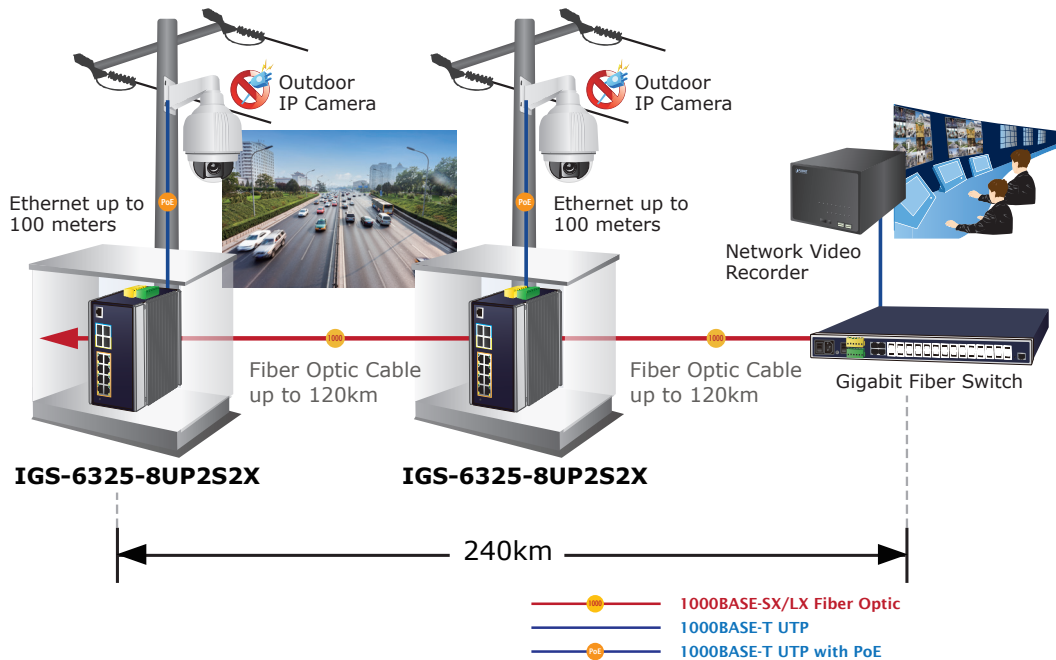 Outdoor
IP Camera
Outdoor
IP Camera
Ethernet up to
100 meters
PoE
Ethernet up to
100 meters
PoE
Network Video
Recorder
1000
Fiber Optic Cable
up to 120km
1000
Fiber Optic Cable
up to 120km
Gigabit Fiber Switch
IGS-6325-8UP2S2X
IGS-6325-8UP2S2X
240km
1000
1000BASE-SX/LX Fiber Optic
1000BASE-T UTP
PoE
1000BASE-T UTP with PoE